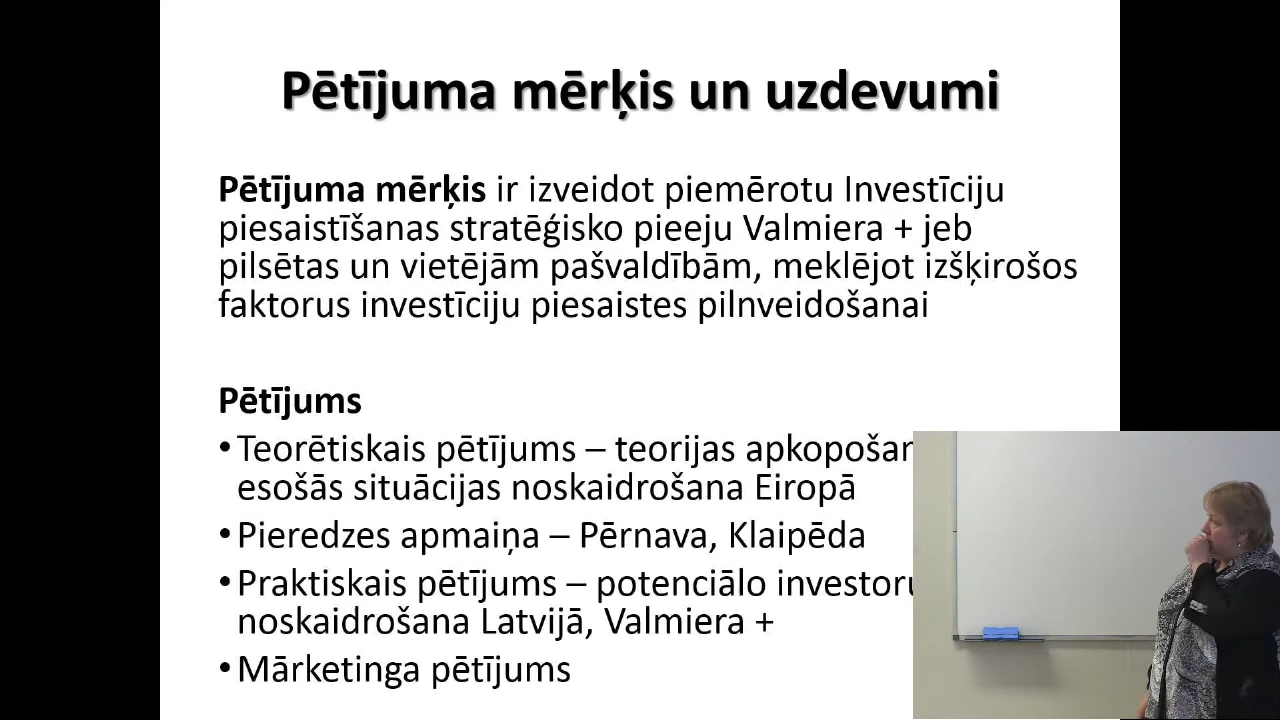 Pētījuma mērķis un uzdevumi
Pētījuma mērķis ir izveidot piemērotu Investīciju
piesaistīšanas stratēģisko pieeju Valmiera + jeb
pilsētas un vietējām pašvaldībām, meklējot izšķirošos
faktorus investīciju piesaistes pilnveidošanai
Pētījums
• Teorētiskais pētījums – teorijas
esošās situācijas noskaidrošana Eiropā
• Pieredzes apmaiņa – Pērnava, Klaipēda
• Praktiskais pētījums – potenciālo
noskaidrošana Latvijā, Valmiera +
• Mārketinga pētījums